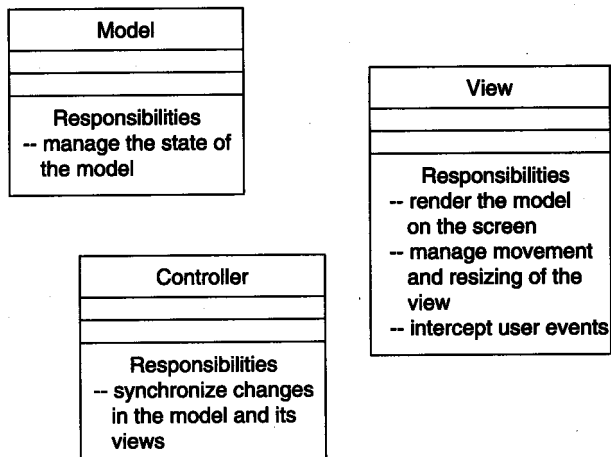 Model
Responsibilities
-- manage the state of
the model
View
Responsibilities
-- render the model
on the screen
-- manage movement
and resizing of the
view
-- intercept user events
Controller
Responsibilities
-- synchronize changes
in the model and its
views